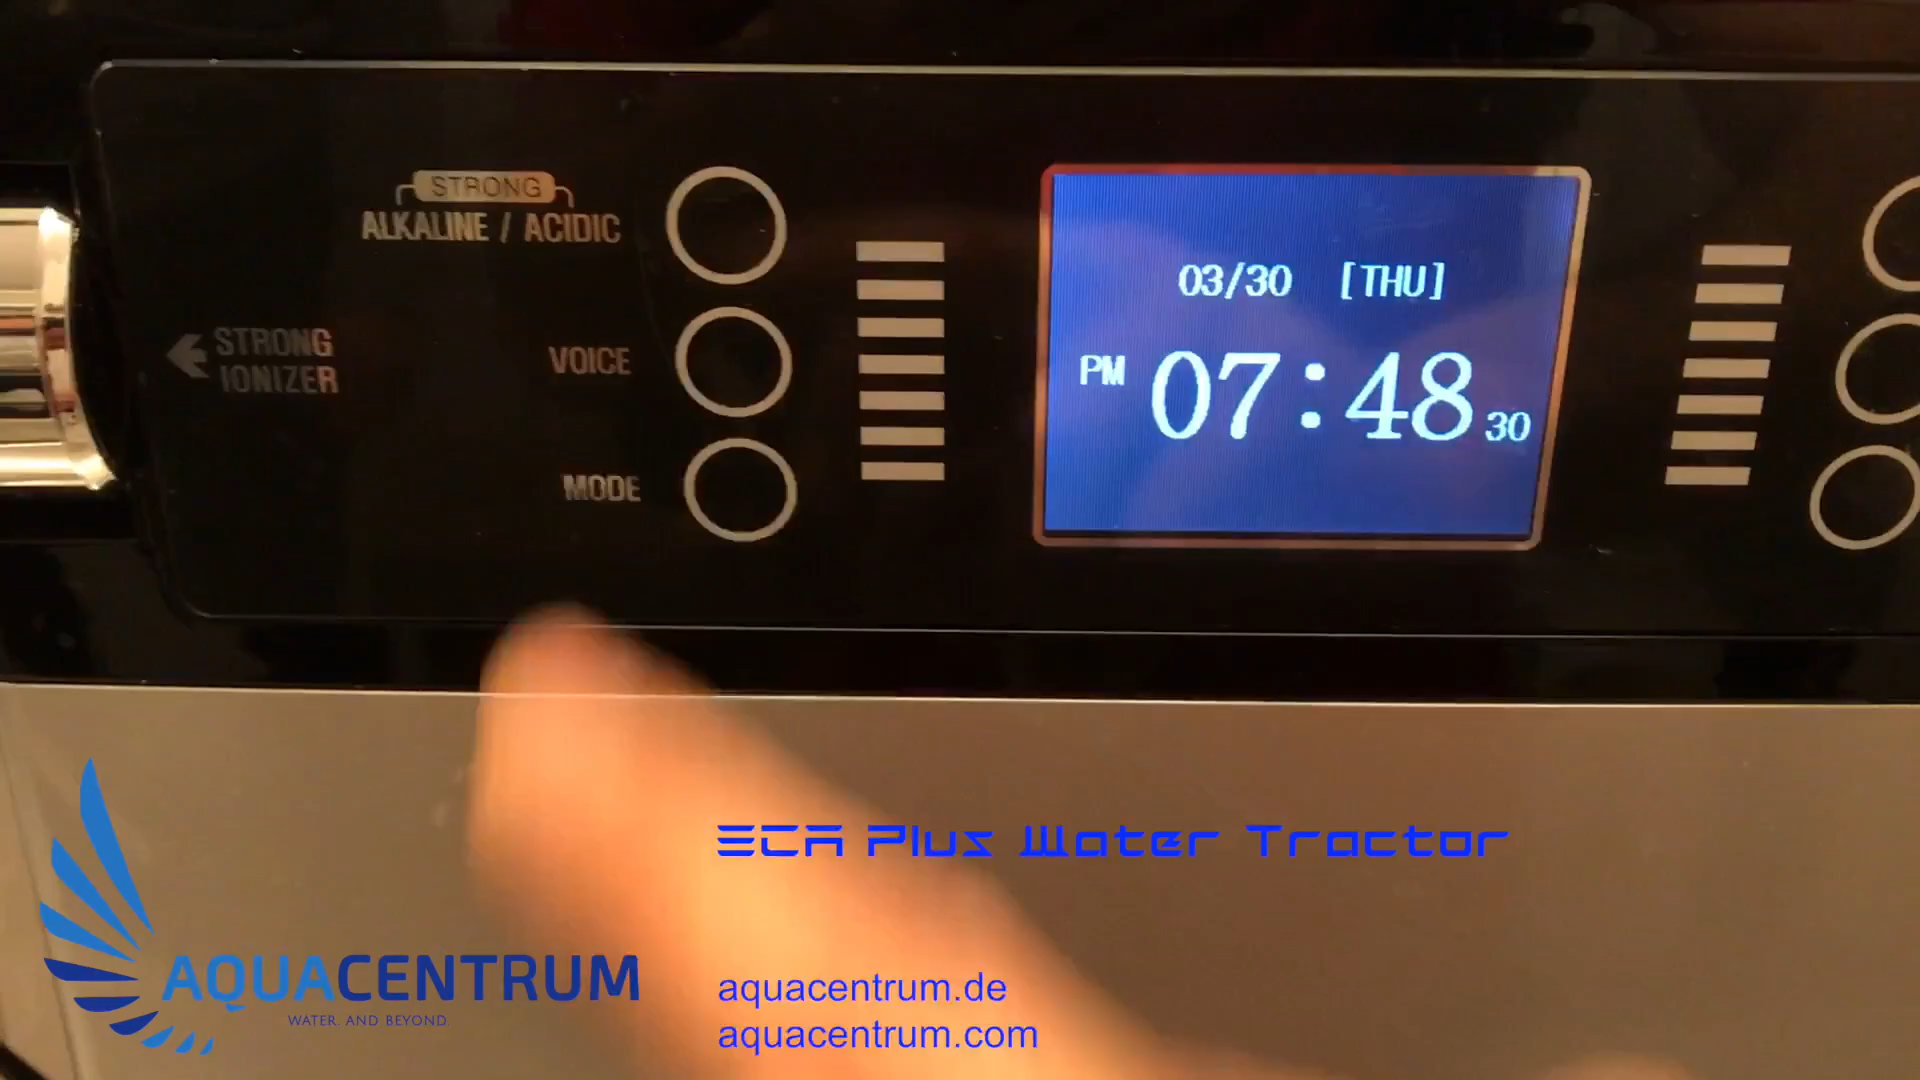 STRONG
ALKALINE / ACIDIC
STRONG
IONIZER
VOICE
MODE
03/30 [THU]
PM 07:48 30
ECA Plus Water Tractor
AQUACENTRUM
WATER. AND BEYOND.
aquacentrum.de
aquacentrum.com